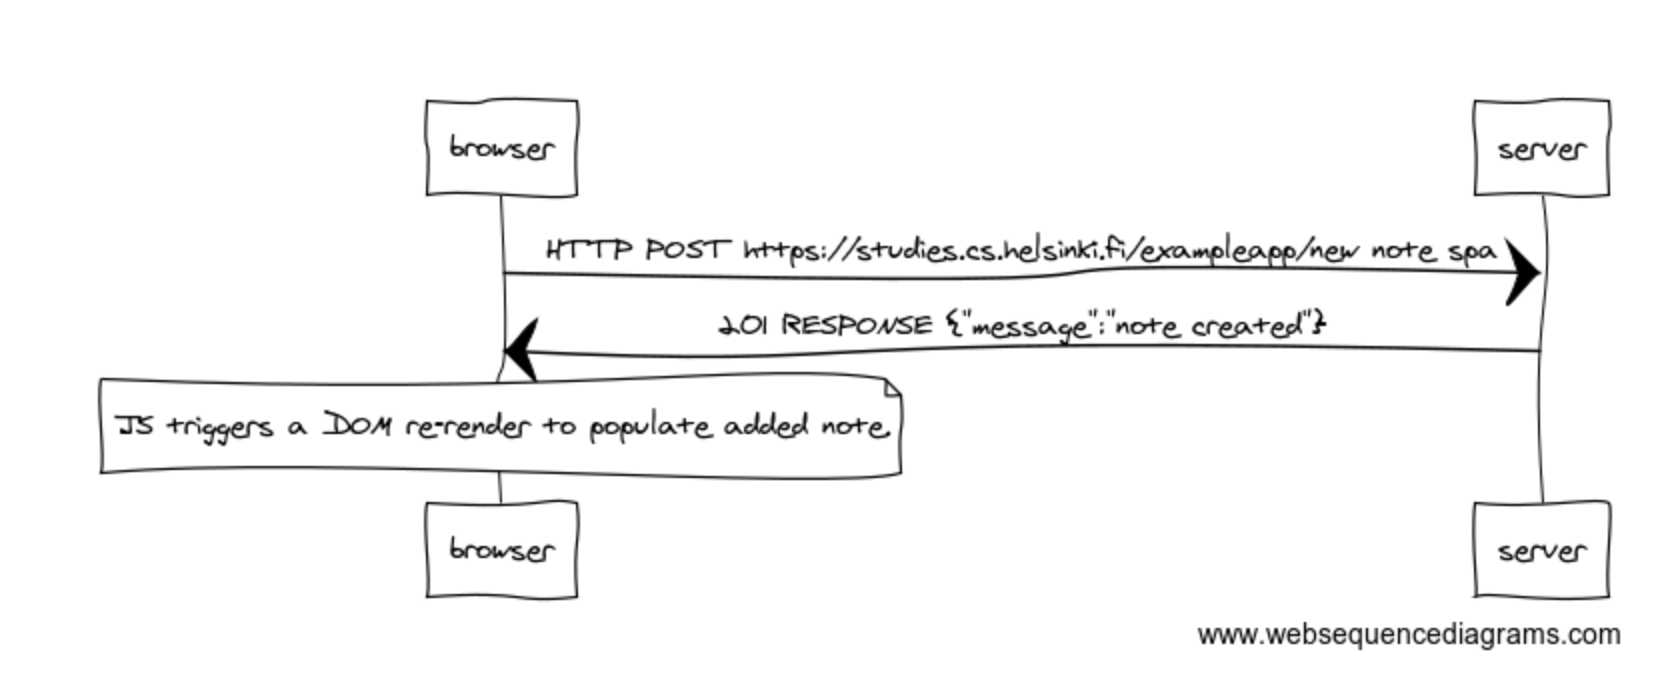 browser
server
HTTP POST https://studies.cs.helsinki.fi/exampleapp/new note spa
201 RESPONSE {"message":"note created"}
JS triggers a DOM re-render to populate added note.
browser
server
www.websequencediagrams.com